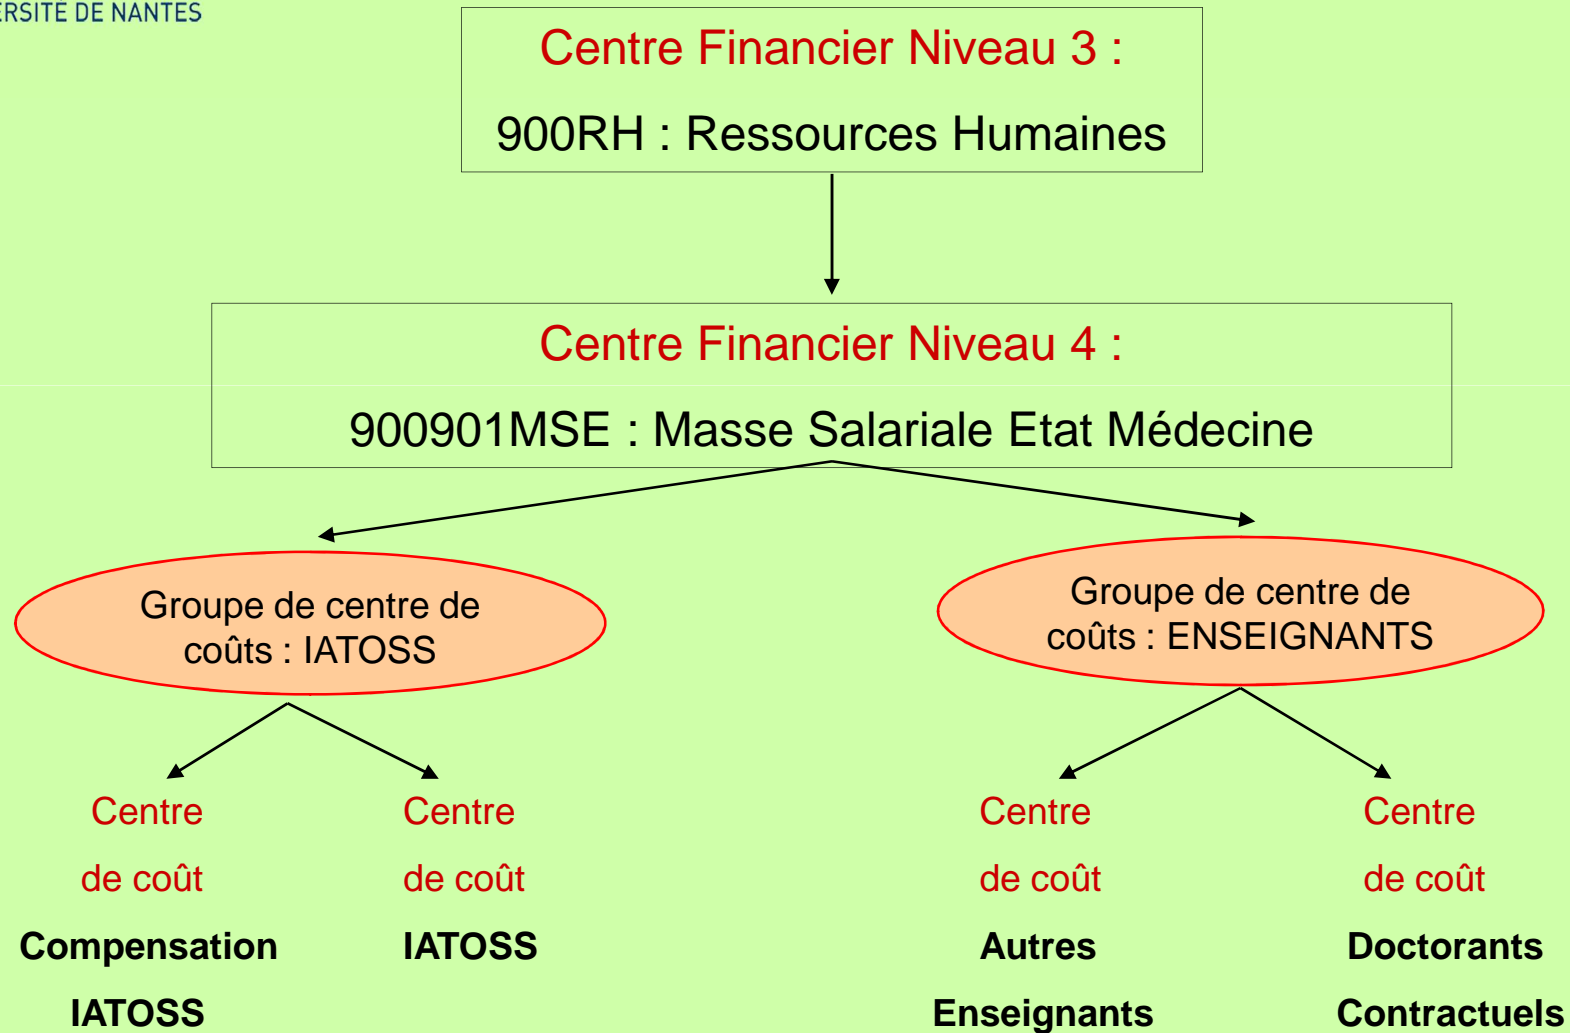 ERSITÉ DE NANTES
Centre Financier Niveau 3 :
900RH : Ressources Humaines
Centre Financier Niveau 4 :
900901MSE : Masse Salariale Etat Médecine
Groupe de centre de
coûts : IATOSS
Groupe de centre de
coûts : ENSEIGNANTS
Centre
de coût
Compensation
IATOSS
Centre
de coût
IATOSS
Centre
de coût
Autres
Enseignants
Centre
de coût
Doctorants
Contractuels